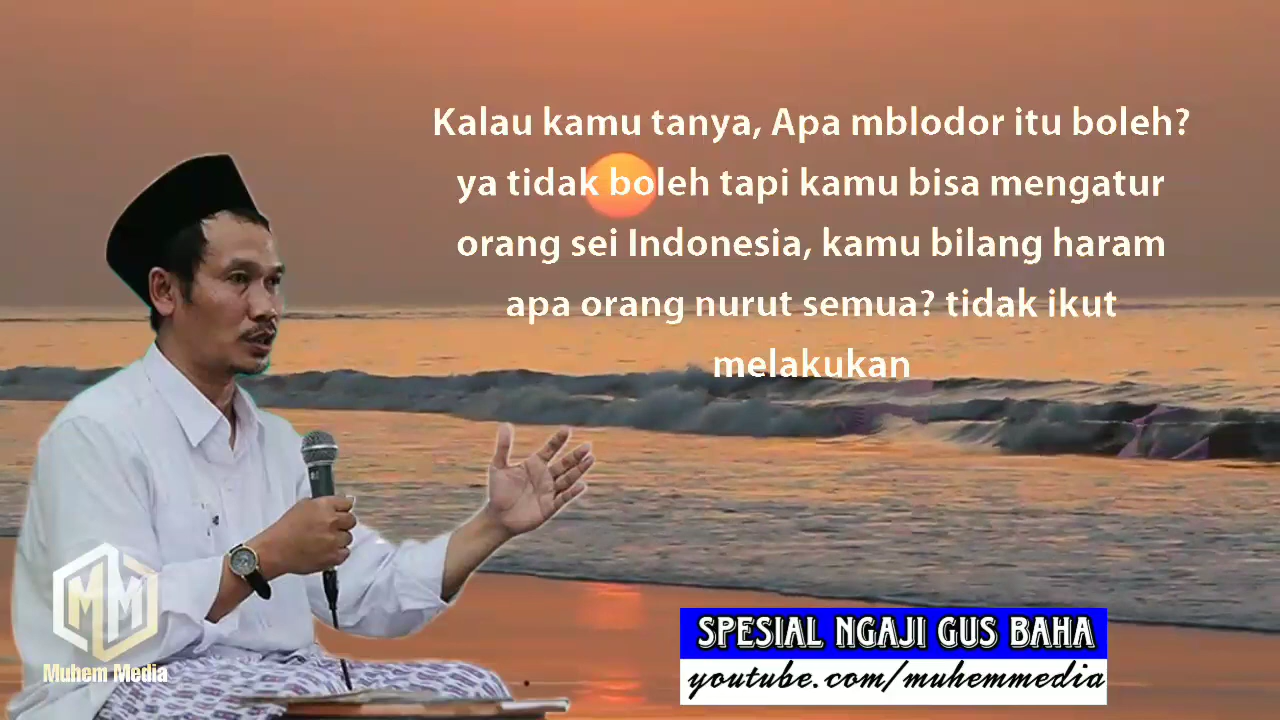 Kalau kamu tanya, Apa mblodor itu boleh?
ya tidak boleh tapi kamu bisa mengatur
orang sei Indonesia, kamu bilang haram
apa orang nurut semua? tidak ikut
melakukan
MM
Muhem Media
SPESIAL NGAJI GUS BAHA
youtube.com/muhemmedia